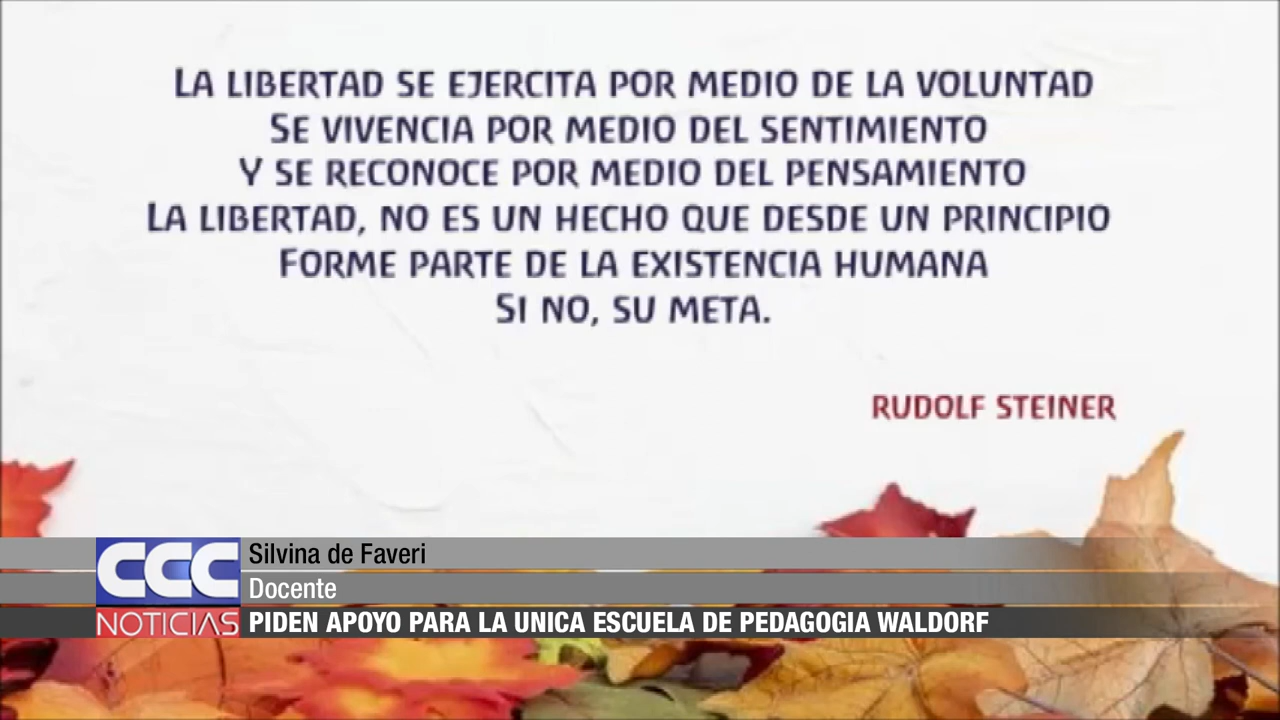 LA LIBERTAD SE EJERCITA POR MEDIO DE LA VOLUNTAD
SE VIVENCIA POR MEDIO DEL SENTIMIENTO
Y SE RECONOCE POR MEDIO DEL PENSAMIENTO
LA LIBERTAD, NO ES UN HECHO QUE DESDE UN PRINCIPIO
FORME PARTE DE LA EXISTENCIA HUMANA
SI NO, SU META.
RUDOLF STEINER
CCC
NOTICIAS
Silvina de Faveri
Docente
PIDEN APOYO PARA LA UNICA ESCUELA DE PEDAGOGIA WALDORF